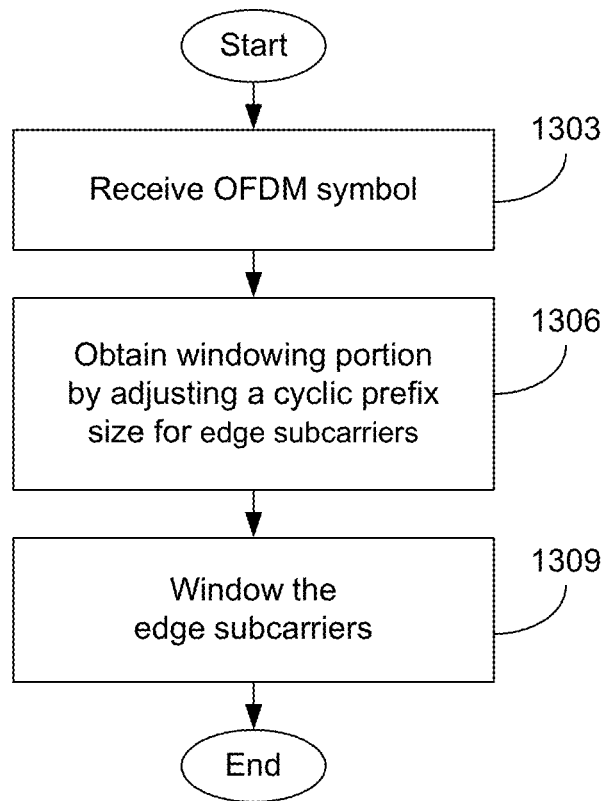 Start
1303
Receive OFDM symbol
1306
Obtain windowing portion
by adjusting a cyclic prefix
size for edge subcarriers
1309
Window the
edge subcarriers
End